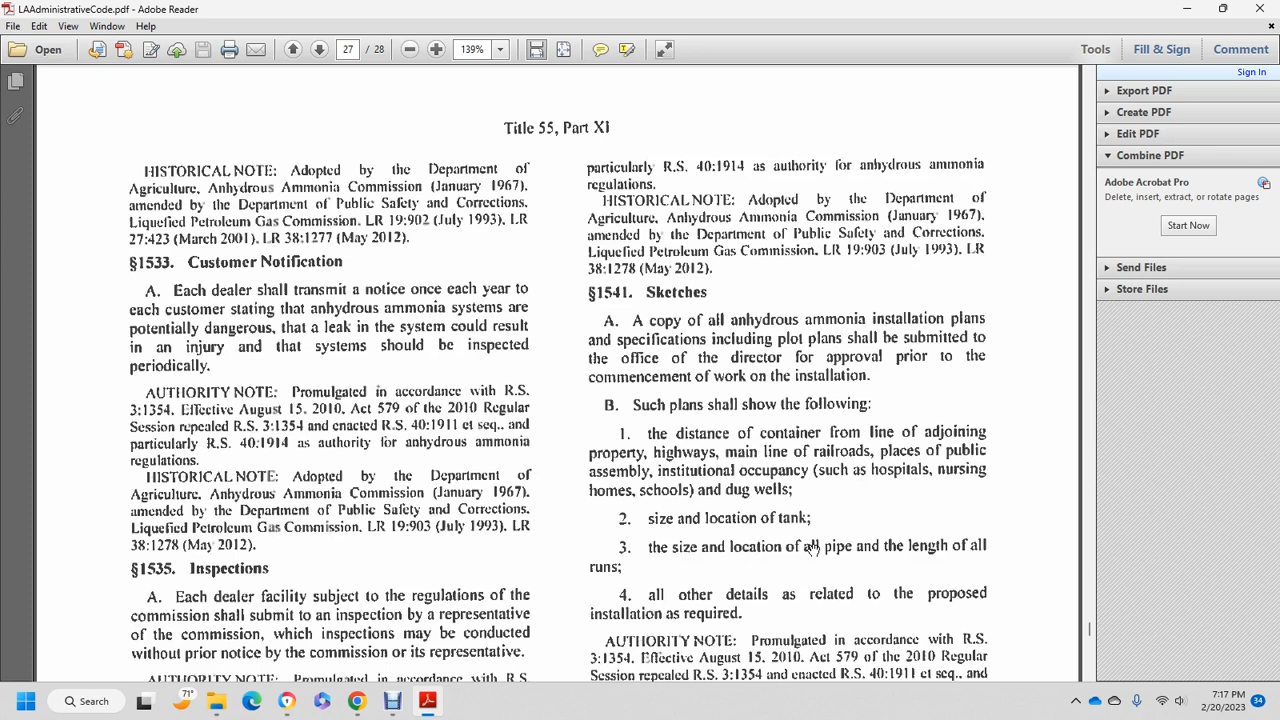 LAAdministrativeCode.pdf - Adobe Reader
File Edit View Window Help
Open
27 / 28
139%
Tools
Fill & Sign
Comment
Sign In
Export PDF
Create PDF
Edit PDF
Combine PDF
Adobe Acrobat Pro
Delete, insert, extract, or rotate pages
Start Now
Send Files
Store Files
Title 55, Part XI
HISTORICAL NOTE: Adopted by the Department of
Agriculture, Anhydrous Ammonia Commission (January 1967),
amended by the Department of Public Safety and Corrections,
Liquefied Petroleum Gas Commission, LR 19:902 (July 1993), LR
27:423 (March 2001), LR 38:1277 (May 2012).
§1533. Customer Notification
A. Each dealer shall transmit a notice once each year to
each customer stating that anhydrous ammonia systems are
potentially dangerous, that a leak in the system could result
in an injury and that systems should be inspected
periodically.
AUTHORITY NOTE: Promulgated in accordance with R.S.
3:1354. Effective August 15, 2010, Act 579 of the 2010 Regular
Session repealed R.S. 3:1354 and enacted R.S. 40:1911 et seq., and
particularly R.S. 40:1914 as authority for anhydrous ammonia
regulations.
HISTORICAL NOTE: Adopted by the Department of
Agriculture, Anhydrous Ammonia Commission (January 1967),
amended by the Department of Public Safety and Corrections,
Liquefied Petroleum Gas Commission, LR 19:903 (July 1993), LR
38:1278 (May 2012).
§1535. Inspections
A. Each dealer facility subject to the regulations of the
commission shall submit to an inspection by a representative
of the commission, which inspections may be conducted
without prior notice by the commission or its representative.
AUTHORITY NOTE: Promulgated in accordance with R.S.
particularly R.S. 40:1914 as authority for anhydrous ammonia
regulations.
HISTORICAL NOTE: Adopted by the Department of
Agriculture, Anhydrous Ammonia Commission (January 1967),
amended by the Department of Public Safety and Corrections,
Liquefied Petroleum Gas Commission, LR 19:903 (July 1993), LR
38:1278 (May 2012).
§1541. Sketches
A. A copy of all anhydrous ammonia installation plans
and specifications including plot plans shall be submitted to
the office of the director for approval prior to the
commencement of work on the installation.
B. Such plans shall show the following:
1. the distance of container from line of adjoining
property, highways, main line of railroads, places of public
assembly, institutional occupancy (such as hospitals, nursing
homes, schools) and dug wells;
2. size and location of tank;
3. the size and location of all pipe and the length of all
runs;
4. all other details as related to the proposed
installation as required.
AUTHORITY NOTE: Promulgated in accordance with R.S.
3:1354. Effective August 15, 2010, Act 579 of the 2010 Regular
Session repealed R.S. 3:1354 and enacted R.S. 40:1911 et seq., and
Search
71°
7:17 PM
2/20/2023
34